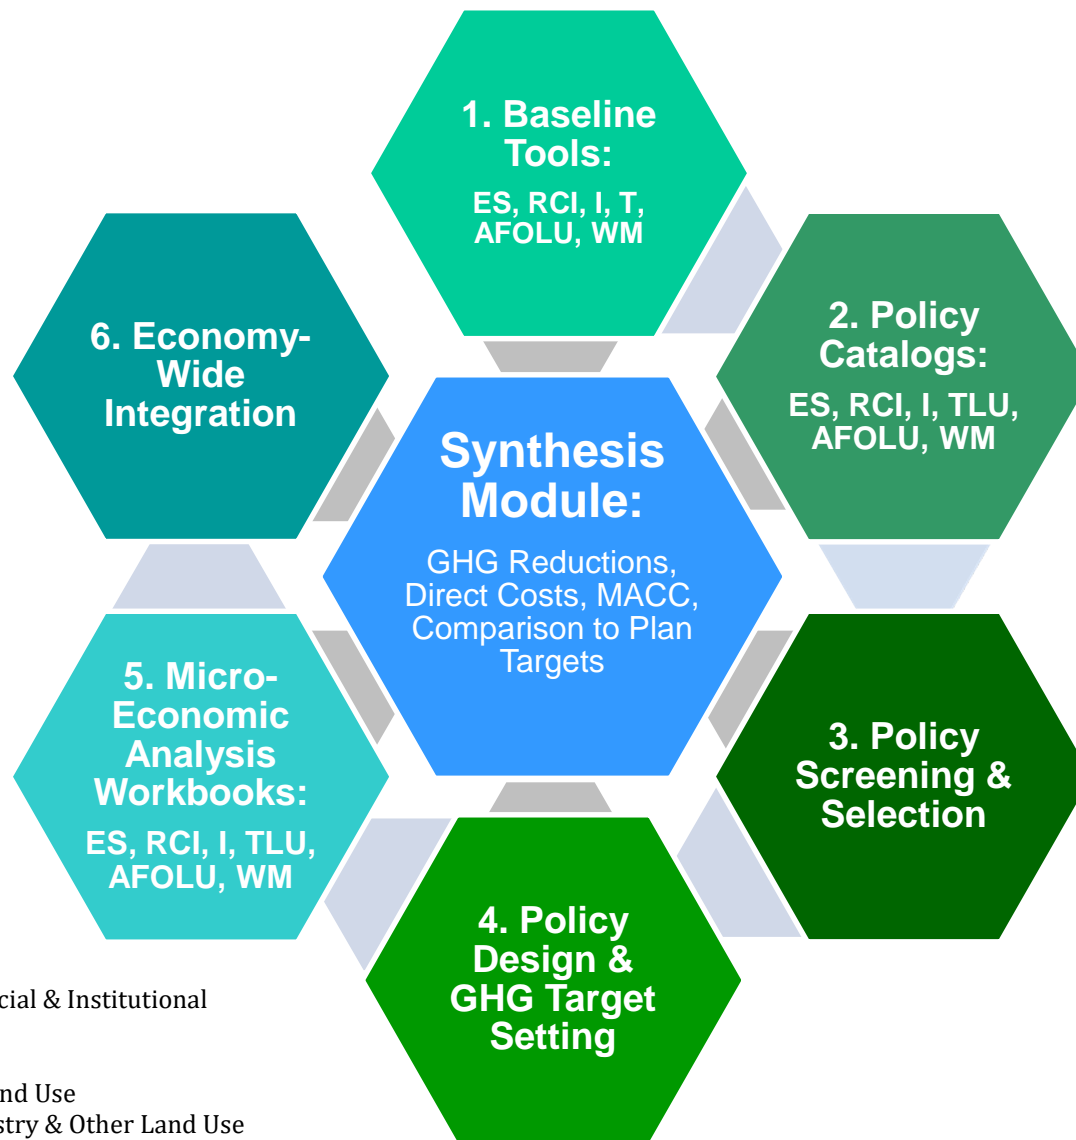 1. Baseline
Tools:
ES, RCI, I, T,
AFOLU, WM
2. Policy
Catalogs:
ES, RCI, I, TLU,
AFOLU, WM
6. Economy-
Wide
Integration
Synthesis
Module:
GHG Reductions,
Direct Costs, MACC,
Comparison to Plan
Targets
3. Policy
Screening &
Selection
5. Micro-
Economic
Analysis
Workbooks:
ES, RCI, I, TLU,
AFOLU, WM
4. Policy
Design &
GHG Target
Setting
cial & Institutional
nd Use
stry & Other Land Use